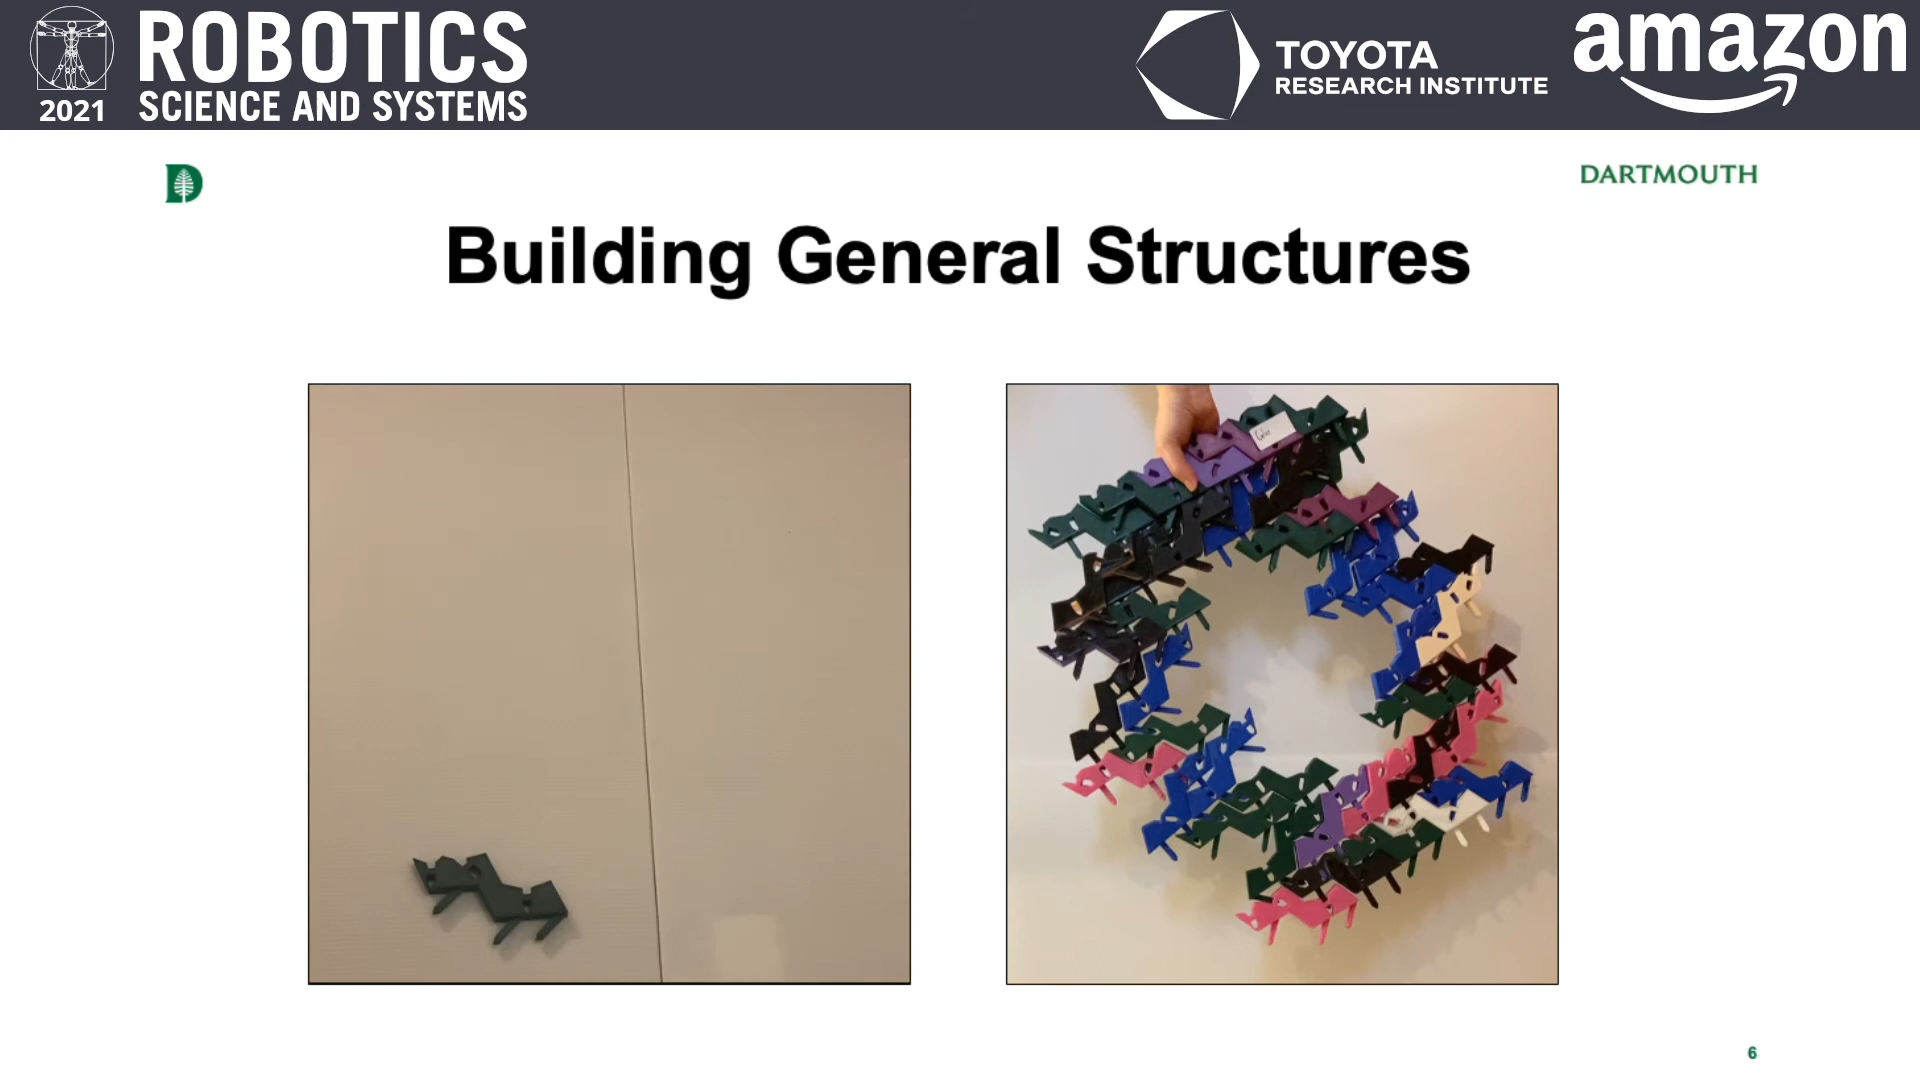 ROBOTICS
SCIENCE AND SYSTEMS
2021
TOYOTA
RESEARCH INSTITUTE
amazon
D
DARTMOUTH
Building General Structures
6